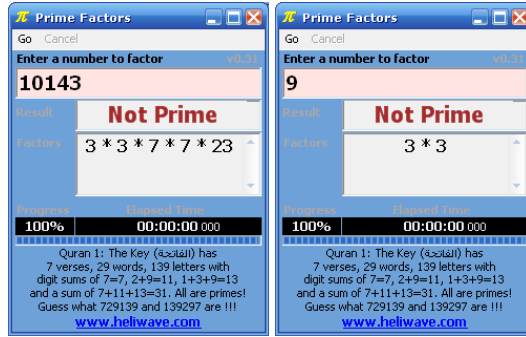 π Prime Factors
Go Cancel
Enter a number to factor v0.31
10143
Result Not Prime
Factors 3 * 3 * 7 * 7 * 23
Progress Elapsed Time
100% 00:00:00 000
Quran 1: The Key (الفاتحة) has
7 verses, 29 words, 139 letters with
digit sums of 7=7, 2+9=11, 1+3+9=13
and a sum of 7+11+13=31. All are primes!
Guess what 729139 and 139297 are !!!
www.heliwave.com
π Prime Factors
Go Cancel
Enter a number to factor v0.31
9
Result Not Prime
Factors 3 * 3
Progress Elapsed Time
100% 00:00:00 000
Quran 1: The Key (الفاتحة) has
7 verses, 29 words, 139 letters with
digit sums of 7=7, 2+9=11, 1+3+9=13
and a sum of 7+11+13=31. All are primes!
Guess what 729139 and 139297 are !!!
www.heliwave.com